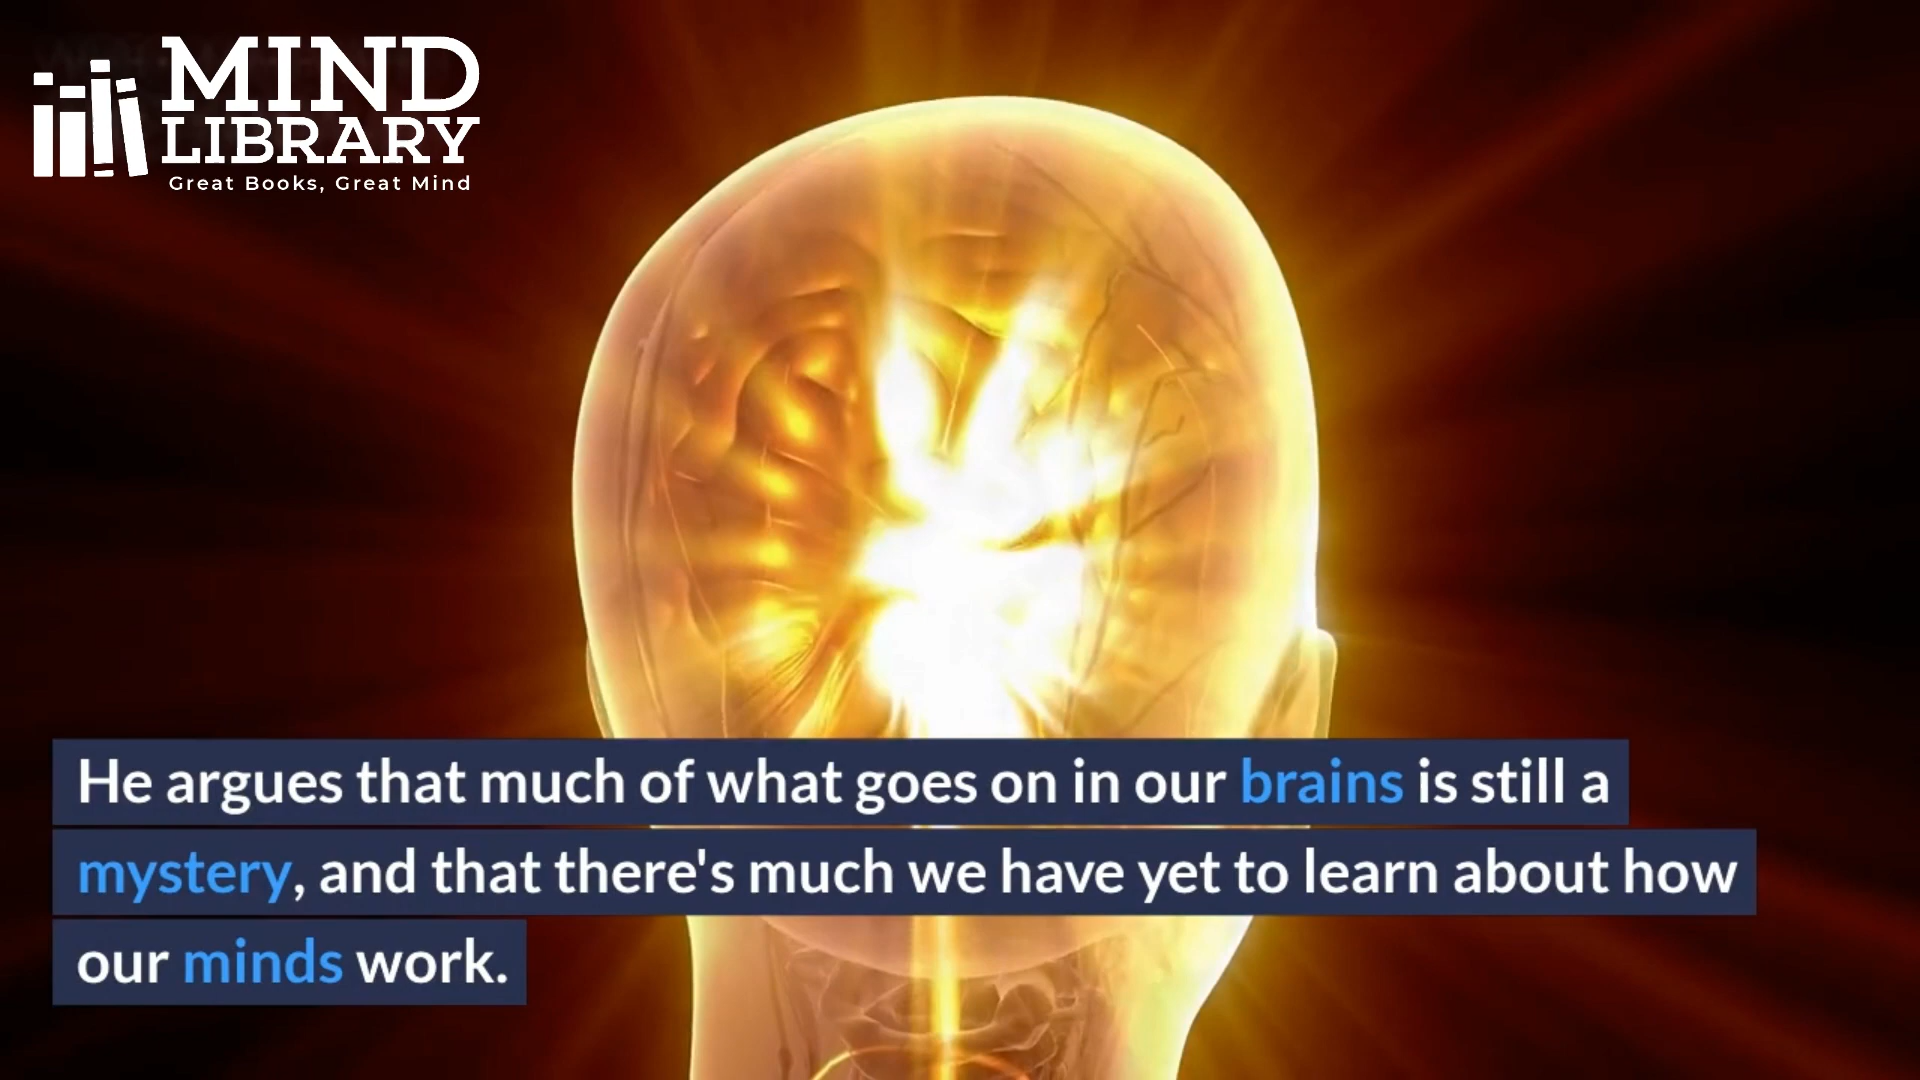 MIND
LIBRARY
Great Books, Great Mind
He argues that much of what goes on in our brains is still a
mystery, and that there's much we have yet to learn about how
our minds work.